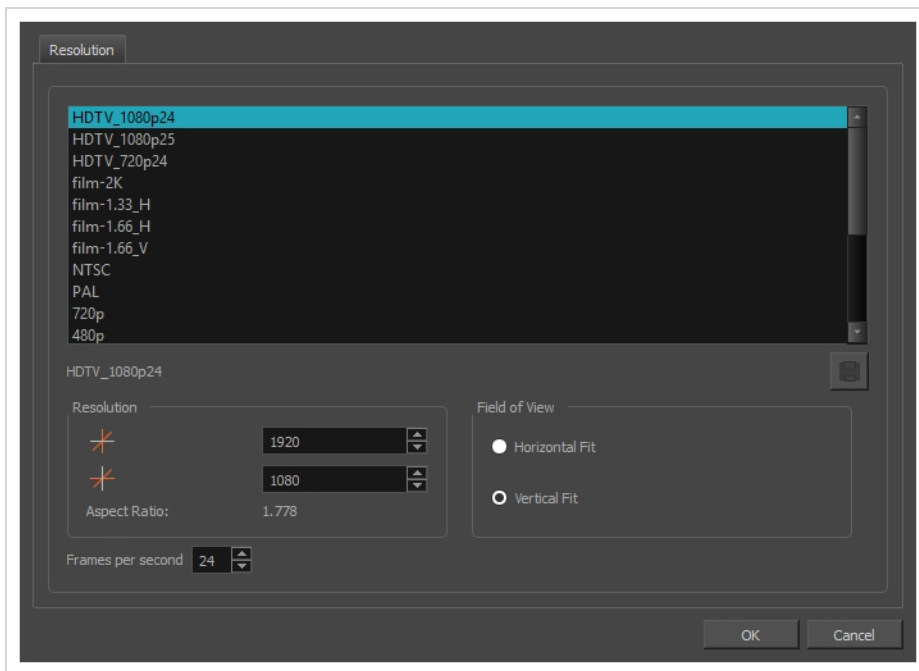 Resolution
HDTV_1080p24
HDTV_1080p25
HDTV_720p24
film-2K
film-1.33_H
film-1.66_H
film-1.66_V
NTSC
PAL
720p
480p
HDTV_1080p24
Resolution
1920
1080
Aspect Ratio: 1.778
Field of View
Horizontal Fit
Vertical Fit
Frames per second 24
OK Cancel